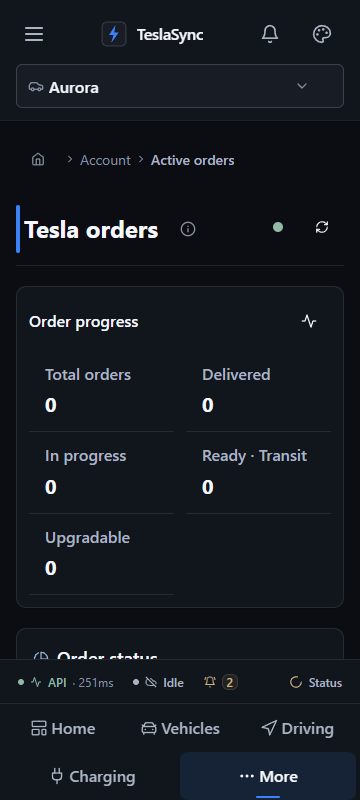 TeslaSync
Aurora
Account > Active orders
Tesla orders
Order progress
Total orders
Delivered
0
0
In progress
Ready · Transit
0
0
Upgradable
0
Order status
API · 251ms
Idle
2
Status
Home
Vehicles
Driving
Charging
More